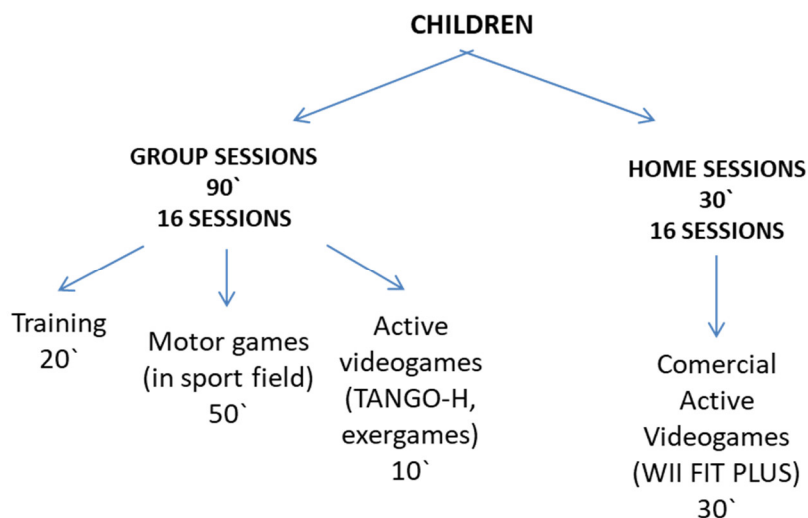 CHILDREN
GROUP SESSIONS
90`
16 SESSIONS
HOME SESSIONS
30`
16 SESSIONS
Training
20`
Motor games
(in sport field)
50`
Active
videogames
(TANGO-H,
exergames)
10`
Comercial
Active
Videogames
(WII FIT PLUS)
30`